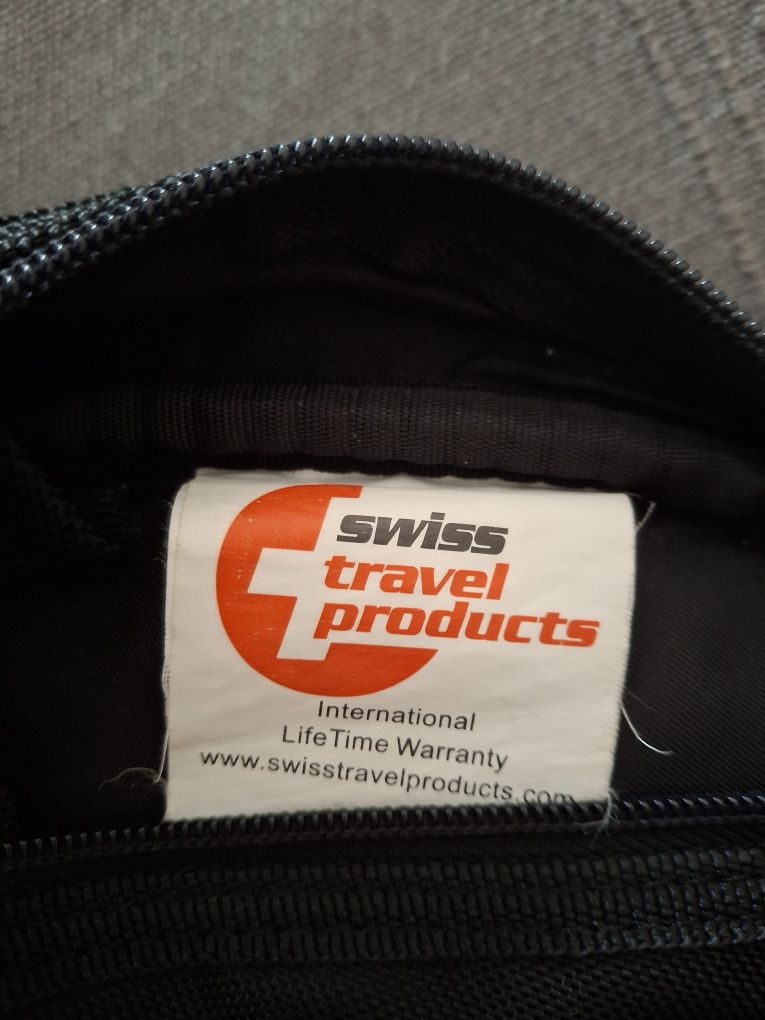 swiss
travel
products
International
LifeTime Warranty
www.swisstravelproducts.com